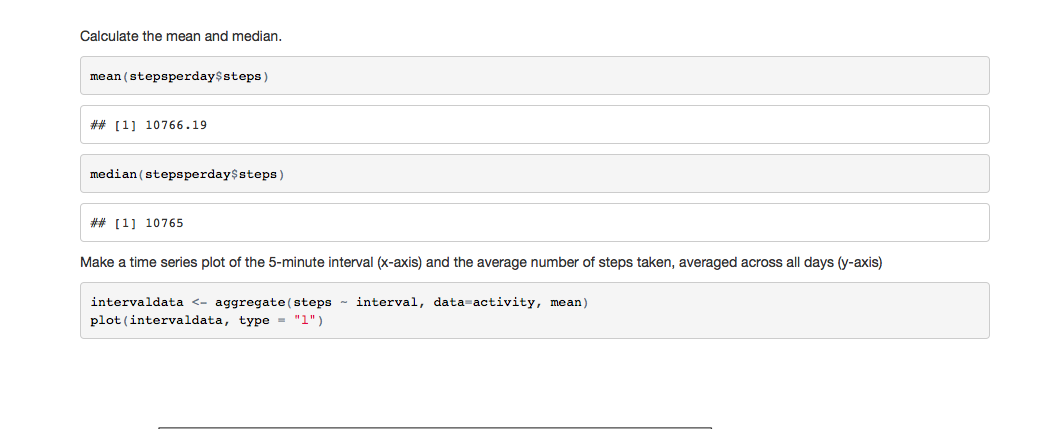 Calculate the mean and median.
mean(stepsperday$steps)
## [1] 10766.19
median(stepsperday$steps)
## [1] 10765
Make a time series plot of the 5-minute interval (x-axis) and the average number of steps taken, averaged across all days (y-axis)
intervaldata <- aggregate(steps ~ interval, data=activity, mean)
plot(intervaldata, type = "l")